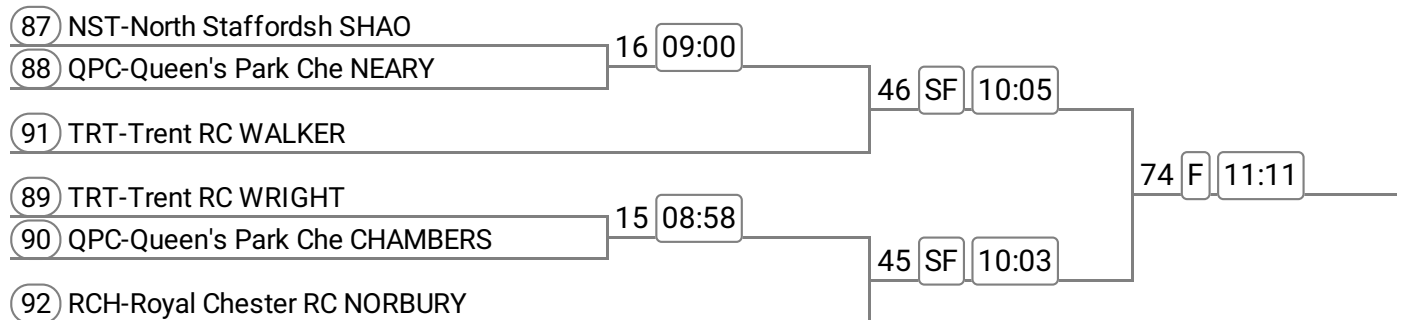 87 NST-North Staffordsh SHAO
16 09:00
88 QPC-Queen's Park Che NEARY
46 SF 10:05
91 TRT-Trent RC WALKER
74 F 11:11
89 TRT-Trent RC WRIGHT
15 08:58
90 QPC-Queen's Park Che CHAMBERS
45 SF 10:03
92 RCH-Royal Chester RC NORBURY